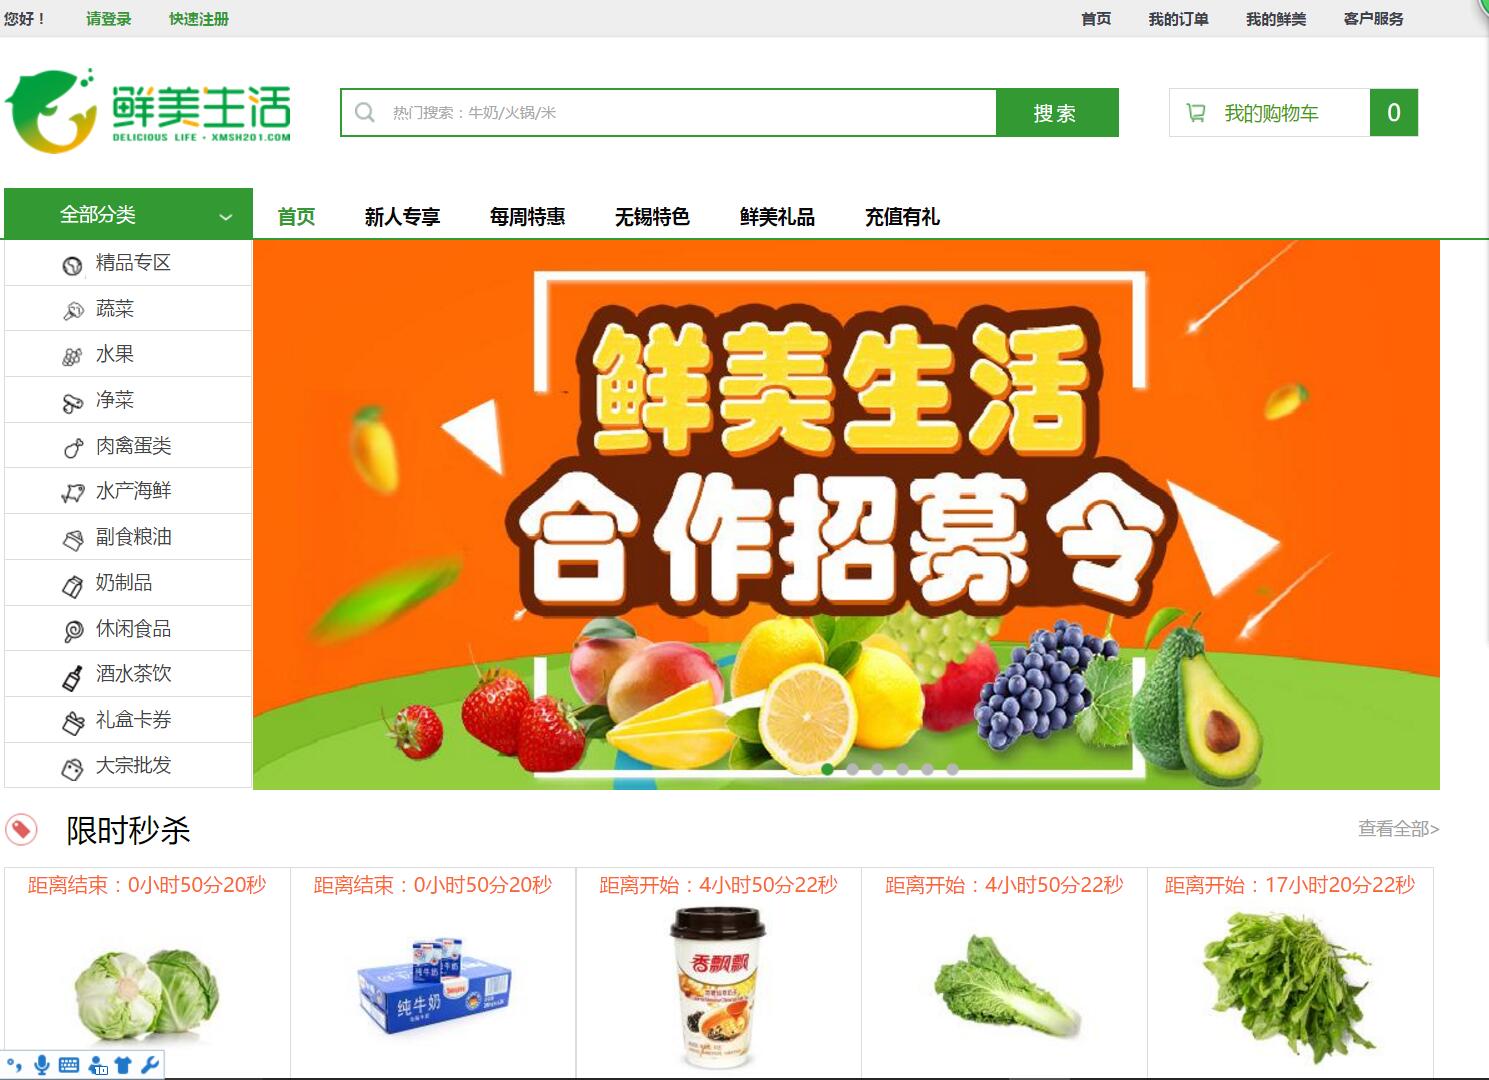 您好！ 请登录 快速注册 首页 我的订单 我的鲜美 客户服务
鲜美生活
DELICIOUS LIFE · XMSH201.COM
热门搜索：牛奶/火锅/米 搜索 我的购物车 0
全部分类 首页 新人专享 每周特惠 无锡特色 鲜美礼品 充值有礼
精品专区
蔬菜
水果
净菜
肉禽蛋类
水产海鲜
副食粮油
奶制品
休闲食品
酒水茶饮
礼盒卡券
大宗批发
鲜美生活
合作招募令
限时秒杀 查看全部>
距离结束：0小时50分20秒 距离结束：0小时50分20秒 距离开始：4小时50分22秒 距离开始：4小时50分22秒 距离开始：17小时20分22秒
纯牛奶
香飘飘